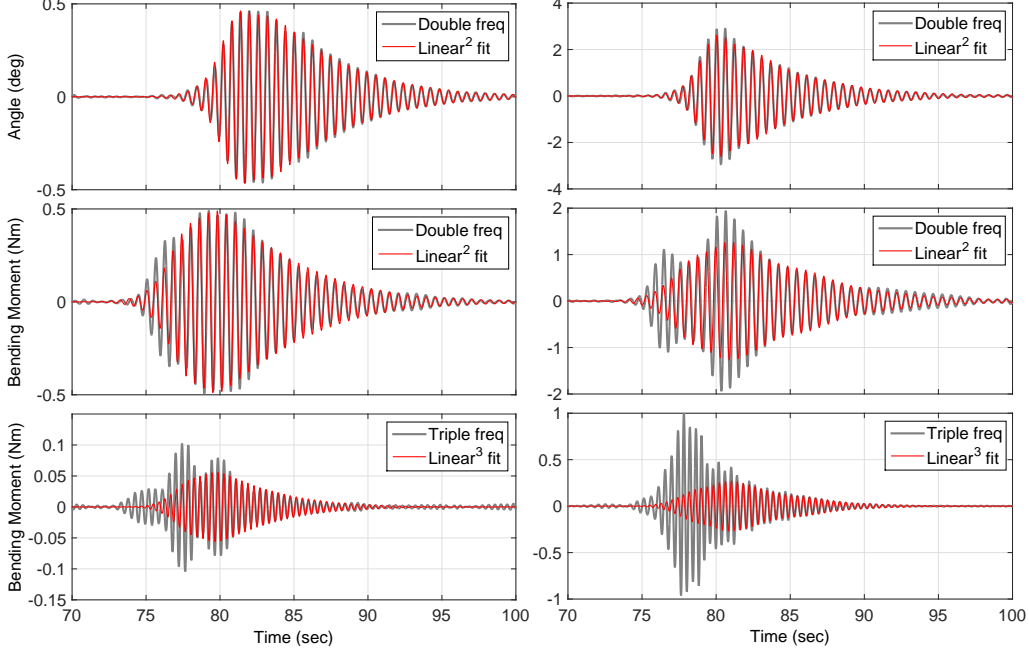 0.5
0
-0.5
Angle (deg)
Double freq
Linear² fit
4
2
0
-2
-4
Double freq
Linear² fit
0.5
0
-0.5
Bending Moment (Nm)
Double freq
Linear² fit
2
1
0
-1
-2
Double freq
Linear² fit
0.1
0.05
0
-0.05
-0.1
-0.15
Bending Moment (Nm)
Triple freq
Linear³ fit
70 75 80 85 90 95 100
Time (sec)
1
0.5
0
-0.5
-1
Triple freq
Linear³ fit
70 75 80 85 90 95 100
Time (sec)